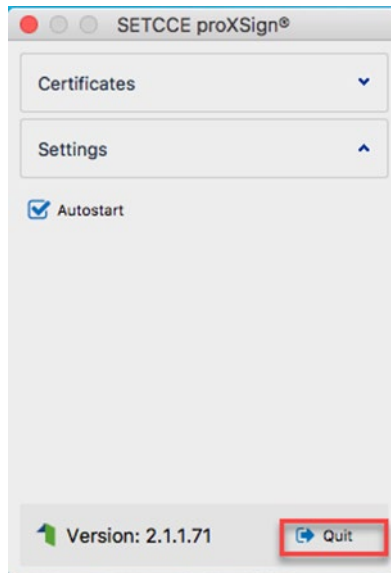 SETCCE proXSign®
Certificates
Settings
Autostart
Version: 2.1.1.71 Quit